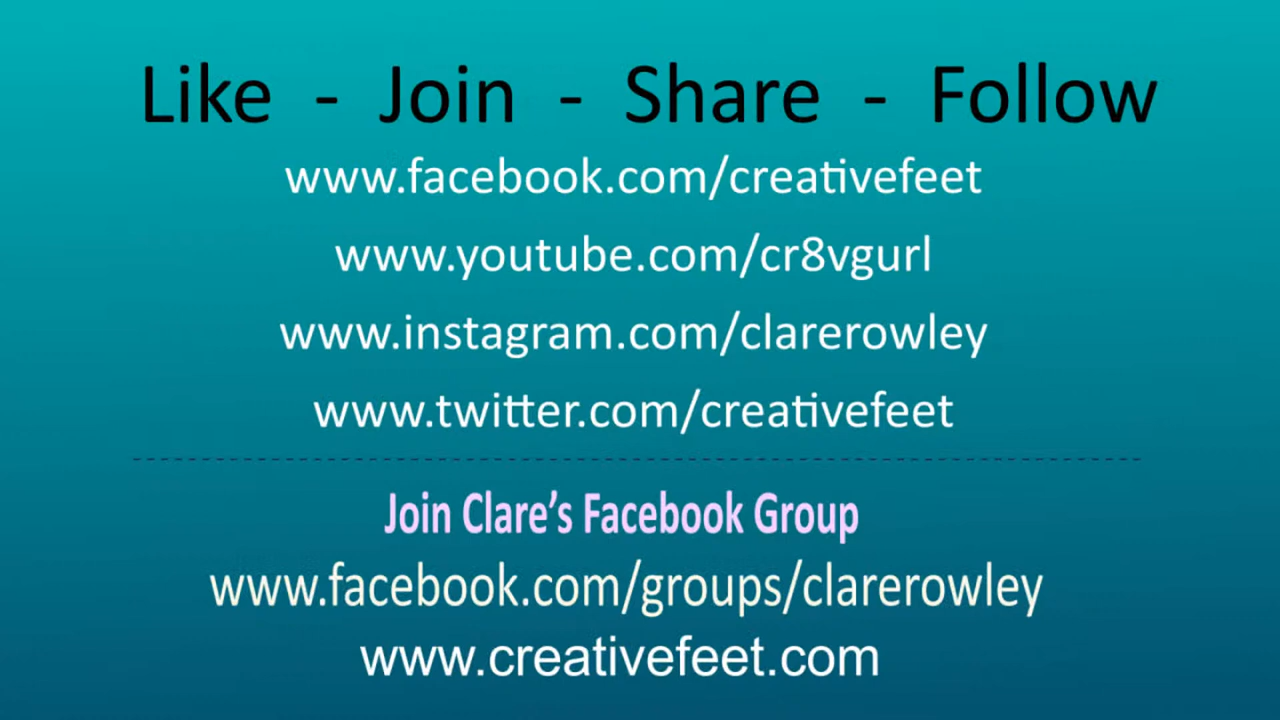 Like - Join - Share - Follow
www.facebook.com/creativefeet
www.youtube.com/cr8vgurl
www.instagram.com/clarerowley
www.twitter.com/creativefeet
Join Clare’s Facebook Group
www.facebook.com/groups/clarerowley
www.creativefeet.com